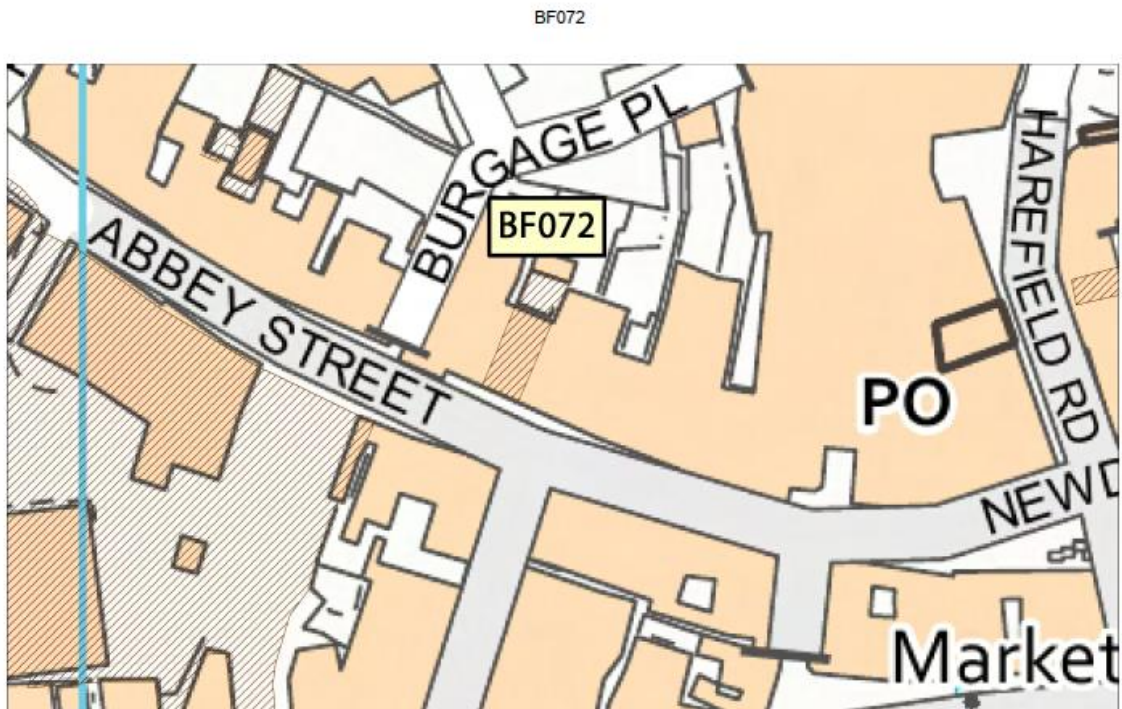 BF072
BURGAGE PL
HAREFIELD RD
BF072
ABBEY STREET
PO
NEWD
Market